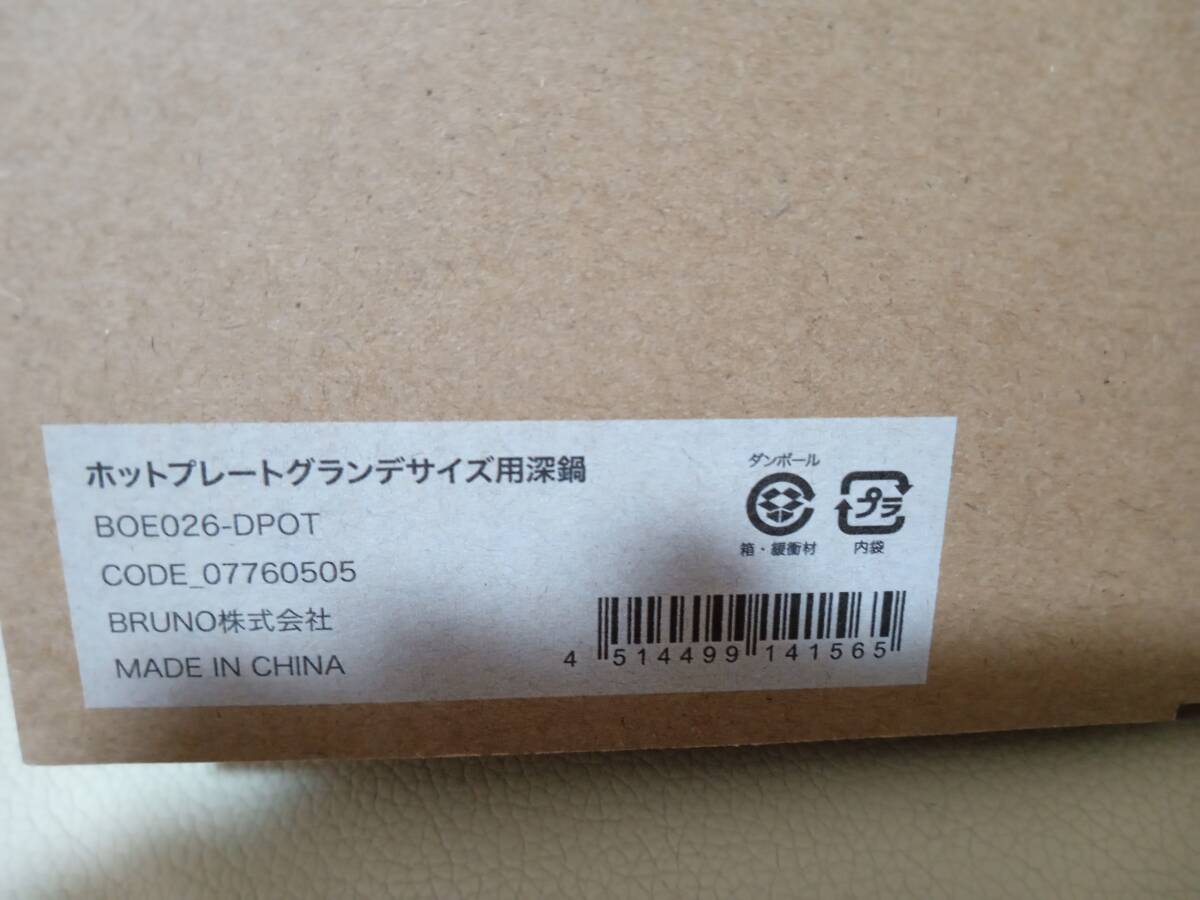 ホットプレートグランデサイズ用深鍋
BOE026-DPOT
CODE_07760505
BRUNO株式会社
MADE IN CHINA
ダンボール
箱・緩衝材
プラ
内袋
4 514499 141565